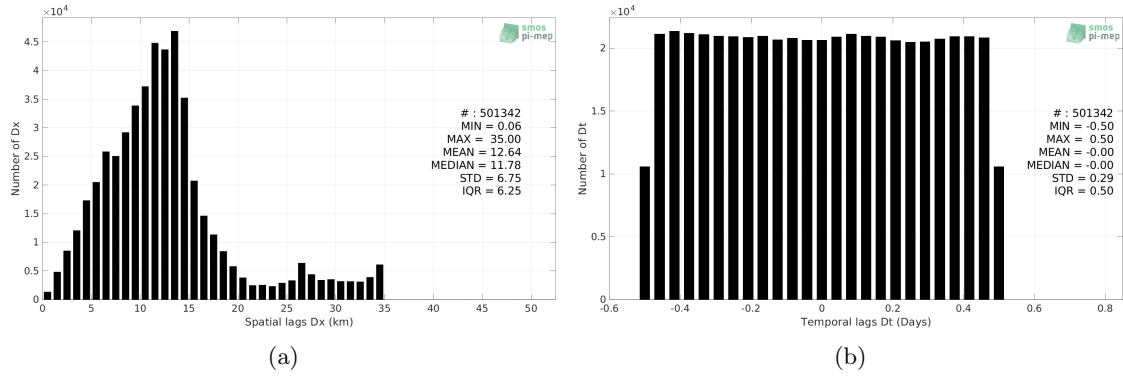 ×10⁴
4.5
4
3.5
3
2.5
2
1.5
1
0.5
0
Number of Dx
0 5 10 15 20 25 30 35 40 45 50
Spatial lags Dx (km)
smos
pi-mep
# : 501342
MIN = 0.06
MAX = 35.00
MEAN = 12.64
MEDIAN = 11.78
STD = 6.75
IQR = 6.25
(a)
×10⁴
2
1.5
1
0.5
0
Number of Dt
-0.6 -0.4 -0.2 0 0.2 0.4 0.6 0.8
Temporal lags Dt (Days)
smos
pi-mep
# : 501342
MIN = -0.50
MAX = 0.50
MEAN = -0.00
MEDIAN = -0.00
STD = 0.29
IQR = 0.50
(b)